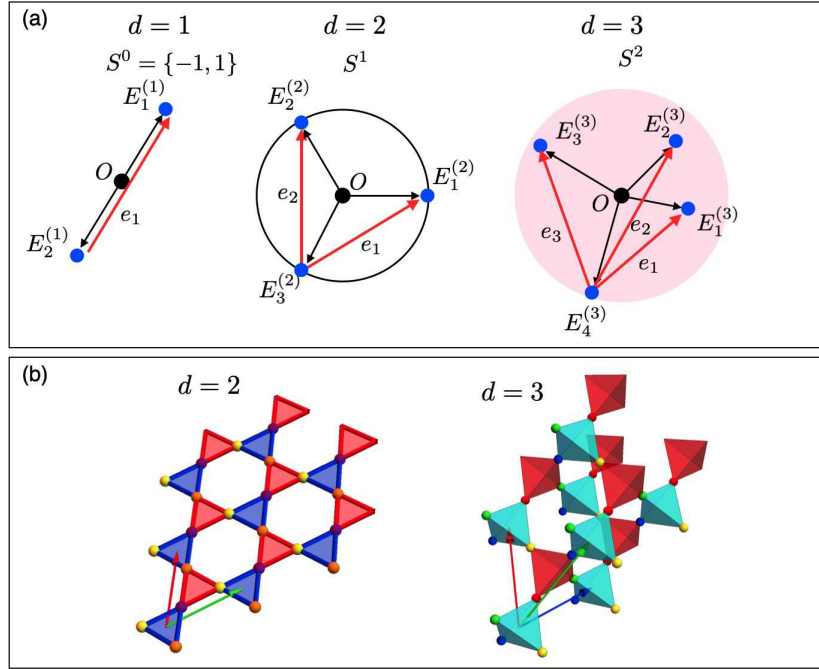 (a)
d = 1
d = 2
d = 3
S^0 = {−1, 1}
S^1
S^2
E_1^{(1)}
O
e_1
E_2^{(1)}
E_2^{(2)}
O
E_1^{(2)}
e_2
e_1
E_3^{(2)}
E_3^{(3)}
E_2^{(3)}
O
E_1^{(3)}
e_3
e_2
e_1
E_4^{(3)}
(b)
d = 2
d = 3